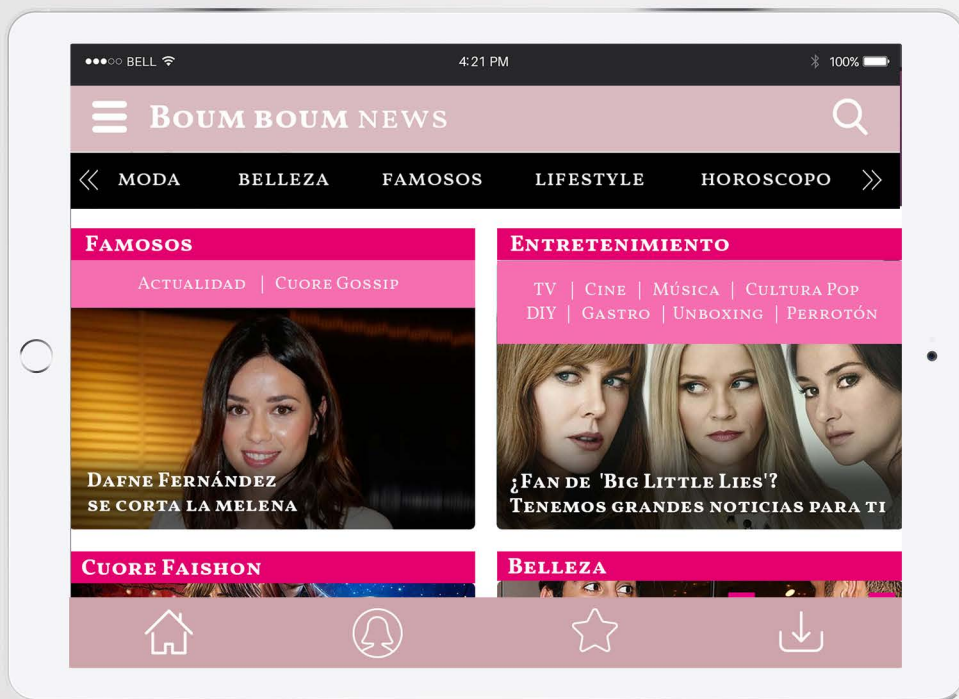 BELL
4:21 PM
100%
BOUM BOUM NEWS
MODA BELLEZA FAMOSOS LIFESTYLE HOROSCOPO
FAMOSOS
ACTUALIDAD | CUORE GOSSIP
DAFNE FERNÁNDEZ
SE CORTA LA MELENA
ENTRETENIMIENTO
TV | CINE | MÚSICA | CULTURA POP
DIY | GASTRO | UNBOXING | PERROTÓN
¿FAN DE 'BIG LITTLE LIES'?
TENEMOS GRANDES NOTICIAS PARA TI
CUORE FAISHON
BELLEZA